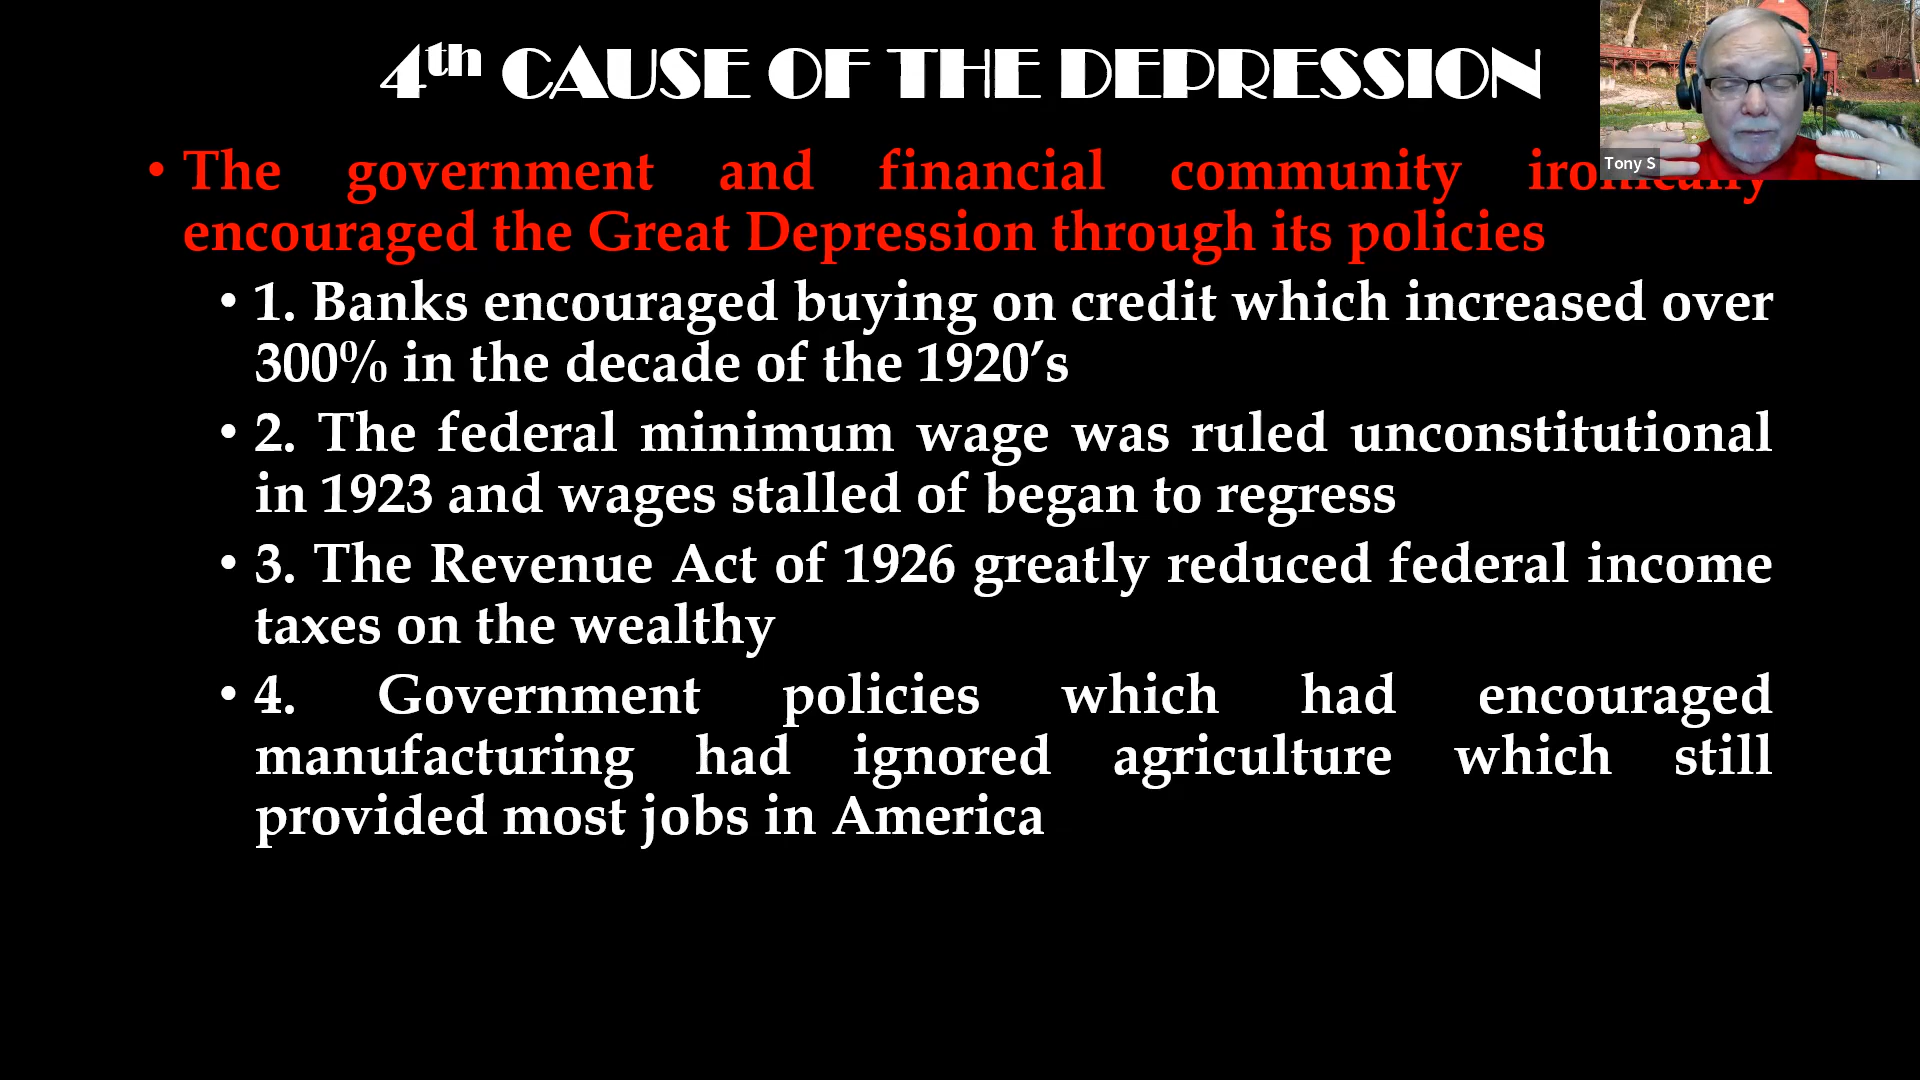 4th CAUSE OF THE DEPRESSION
• The government and financial community ironically
encouraged the Great Depression through its policies
• 1. Banks encouraged buying on credit which increased over
300% in the decade of the 1920’s
• 2. The federal minimum wage was ruled unconstitutional
in 1923 and wages stalled of began to regress
• 3. The Revenue Act of 1926 greatly reduced federal income
taxes on the wealthy
• 4. Government policies which had encouraged
manufacturing had ignored agriculture which still
provided most jobs in America
Tony S